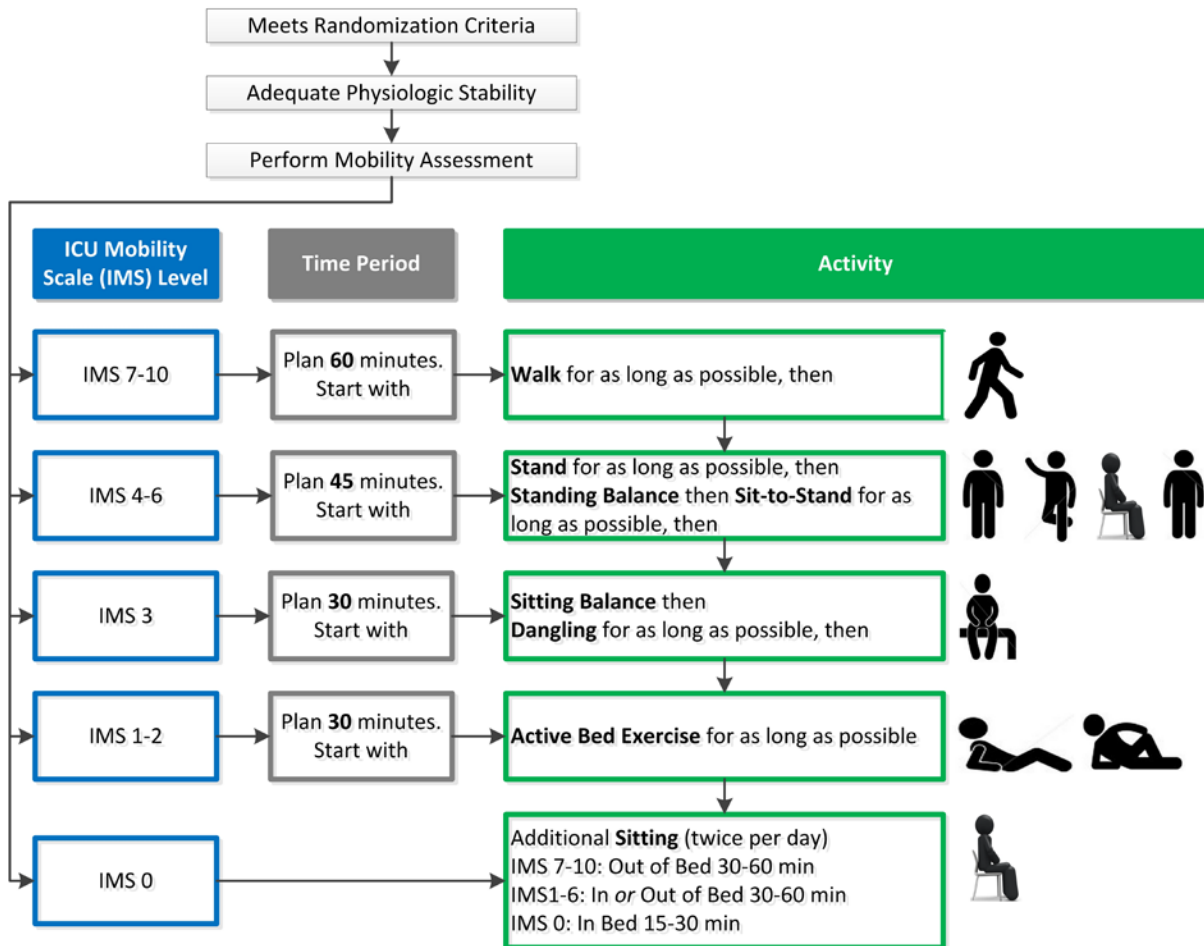 Meets Randomization Criteria
Adequate Physiologic Stability
Perform Mobility Assessment
ICU Mobility
Scale (IMS) Level
Time Period
Activity
IMS 7-10
Plan 60 minutes.
Start with
Walk for as long as possible, then
IMS 4-6
Plan 45 minutes.
Start with
Stand for as long as possible, then
Standing Balance then Sit-to-Stand for as
long as possible, then
IMS 3
Plan 30 minutes.
Start with
Sitting Balance then
Dangling for as long as possible, then
IMS 1-2
Plan 30 minutes.
Start with
Active Bed Exercise for as long as possible
IMS 0
Additional Sitting (twice per day)
IMS 7-10: Out of Bed 30-60 min
IMS1-6: In or Out of Bed 30-60 min
IMS 0: In Bed 15-30 min